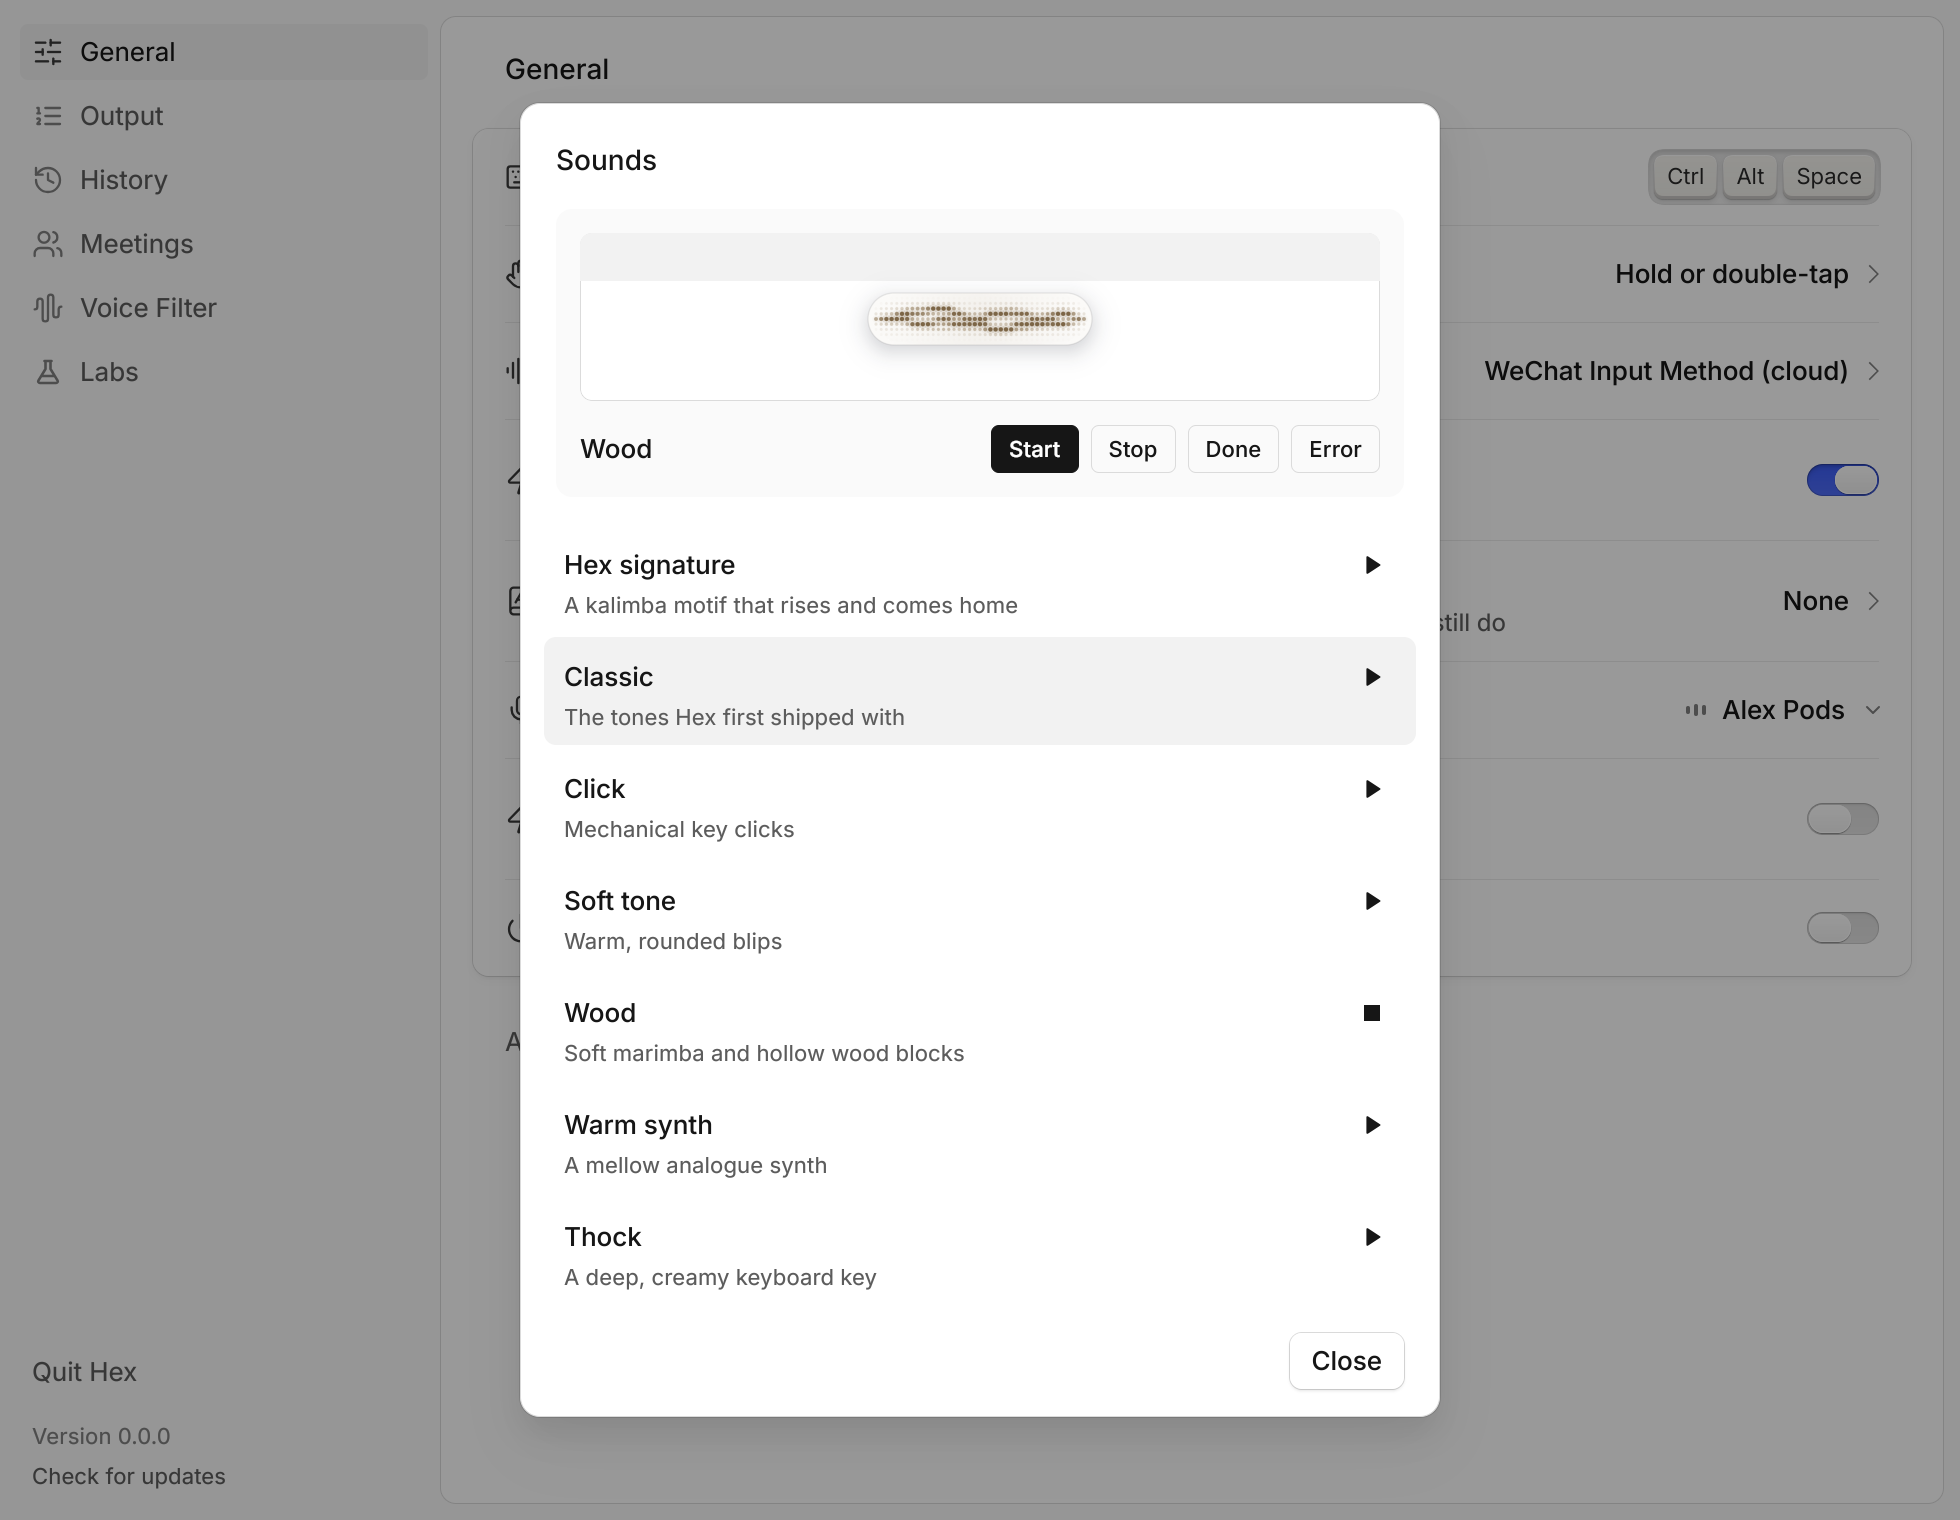 General
Output
History
Meetings
Voice Filter
Labs
Quit Hex
Version 0.0.0
Check for updates
General
Ctrl Alt Space
Hold or double-tap
WeChat Input Method (cloud)
None
still do
Alex Pods
A
Sounds
Wood
Start Stop Done Error
Hex signature
A kalimba motif that rises and comes home
Classic
The tones Hex first shipped with
Click
Mechanical key clicks
Soft tone
Warm, rounded blips
Wood
Soft marimba and hollow wood blocks
Warm synth
A mellow analogue synth
Thock
A deep, creamy keyboard key
Close